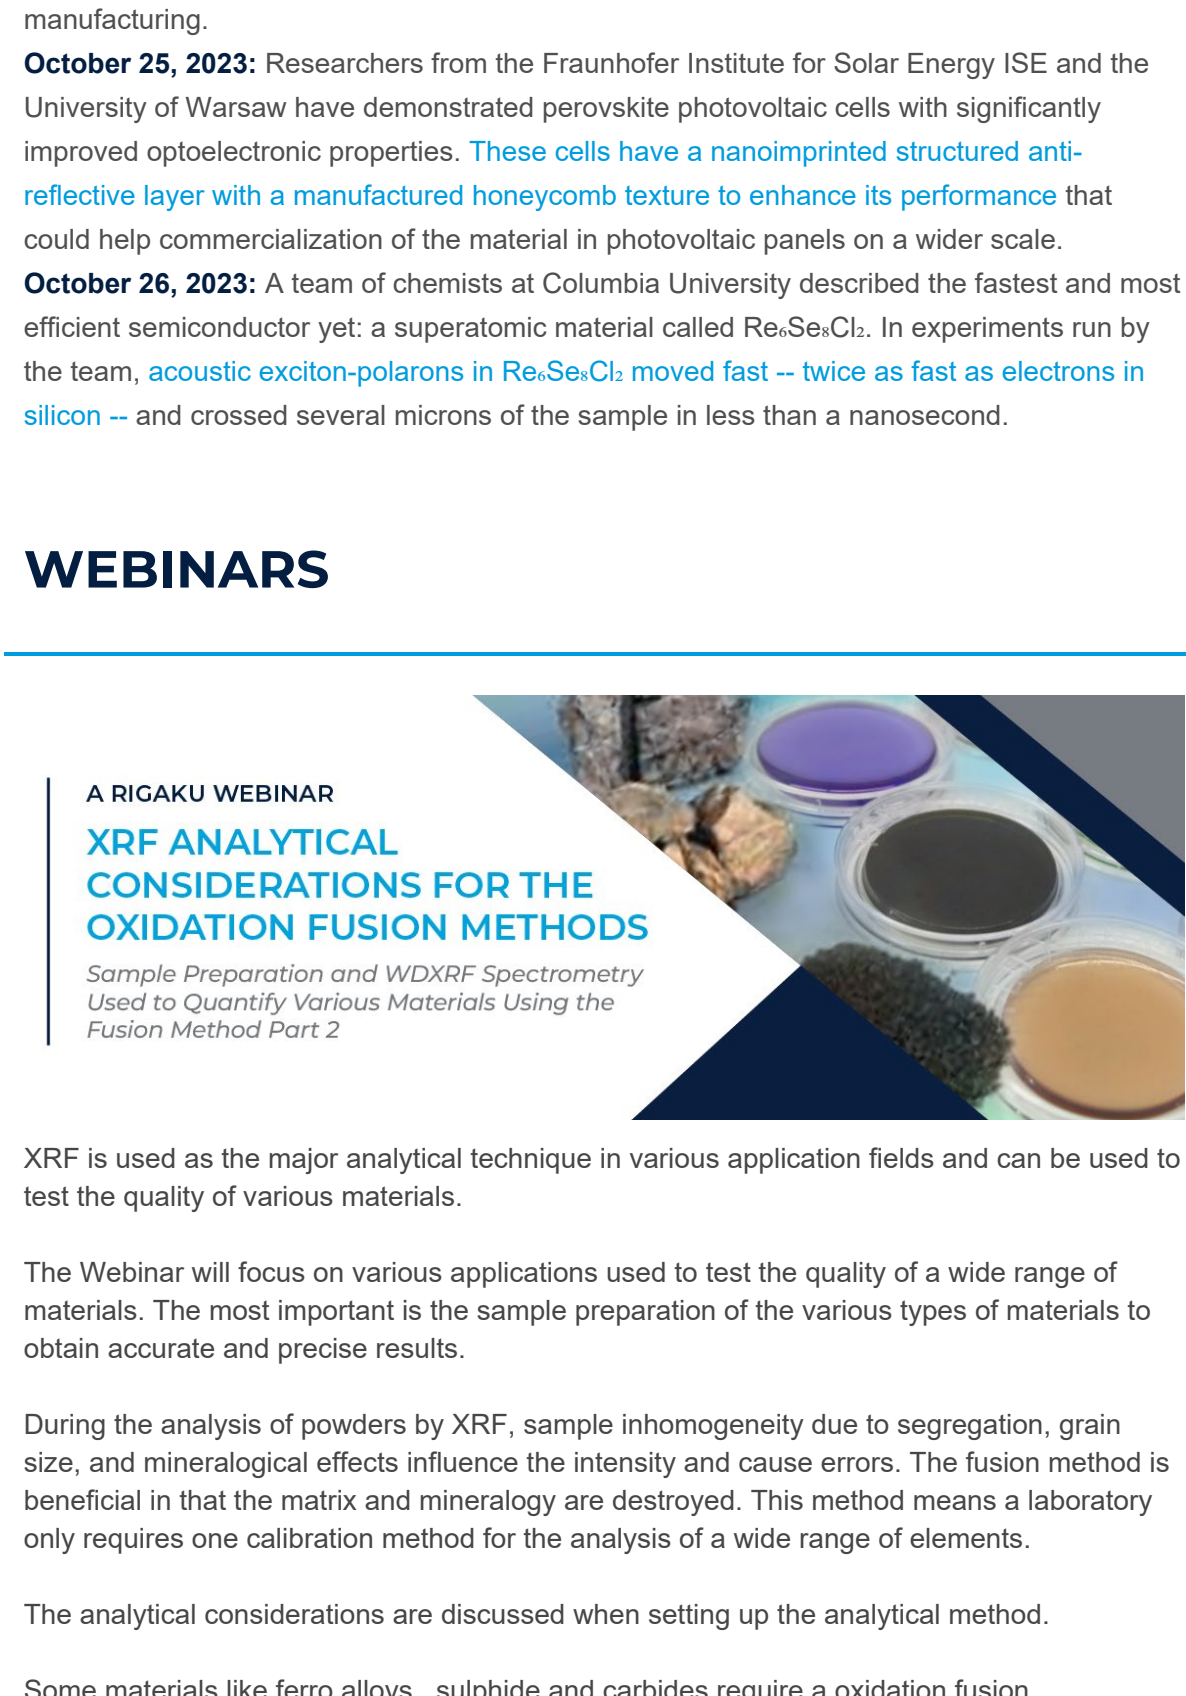 manufacturing.
October 25, 2023: Researchers from the Fraunhofer Institute for Solar Energy ISE and the
University of Warsaw have demonstrated perovskite photovoltaic cells with significantly
improved optoelectronic properties. These cells have a nanoimprinted structured anti-
reflective layer with a manufactured honeycomb texture to enhance its performance that
could help commercialization of the material in photovoltaic panels on a wider scale.
October 26, 2023: A team of chemists at Columbia University described the fastest and most
efficient semiconductor yet: a superatomic material called Re₆Se₈Cl₂. In experiments run by
the team, acoustic exciton-polarons in Re₆Se₈Cl₂ moved fast -- twice as fast as electrons in
silicon -- and crossed several microns of the sample in less than a nanosecond.
WEBINARS
A RIGAKU WEBINAR
XRF ANALYTICAL
CONSIDERATIONS FOR THE
OXIDATION FUSION METHODS
Sample Preparation and WDXRF Spectrometry
Used to Quantify Various Materials Using the
Fusion Method Part 2
XRF is used as the major analytical technique in various application fields and can be used to
test the quality of various materials.
The Webinar will focus on various applications used to test the quality of a wide range of
materials. The most important is the sample preparation of the various types of materials to
obtain accurate and precise results.
During the analysis of powders by XRF, sample inhomogeneity due to segregation, grain
size, and mineralogical effects influence the intensity and cause errors. The fusion method is
beneficial in that the matrix and mineralogy are destroyed. This method means a laboratory
only requires one calibration method for the analysis of a wide range of elements.
The analytical considerations are discussed when setting up the analytical method.
Some materials like ferro alloys , sulphide and carbides require a oxidation fusion